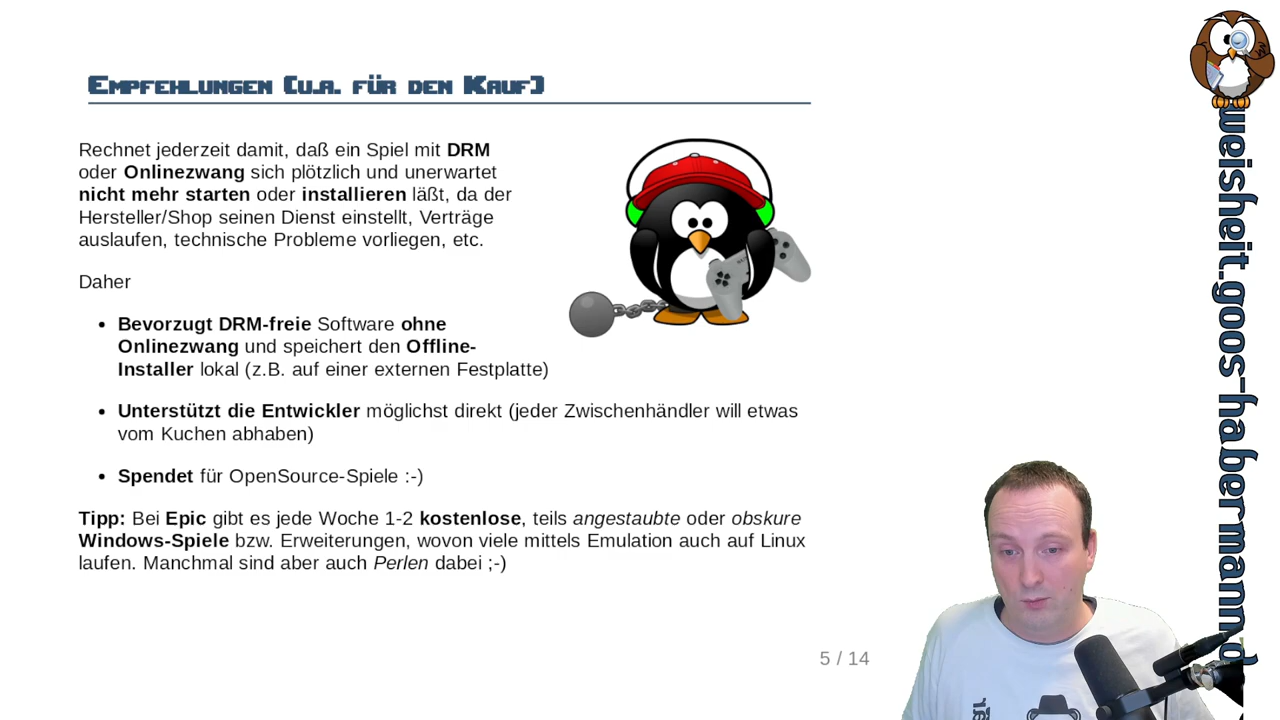 Empfehlungen (u.a. für den Kauf)
Rechnet jederzeit damit, daß ein Spiel mit DRM
oder Onlinezwang sich plötzlich und unerwartet
nicht mehr starten oder installieren läßt, da der
Hersteller/Shop seinen Dienst einstellt, Verträge
auslaufen, technische Probleme vorliegen, etc.
Daher
• Bevorzugt DRM-freie Software ohne
Onlinezwang und speichert den Offline-
Installer lokal (z.B. auf einer externen Festplatte)
• Unterstützt die Entwickler möglichst direkt (jeder Zwischenhändler will etwas
vom Kuchen abhaben)
• Spendet für OpenSource-Spiele :-)
Tipp: Bei Epic gibt es jede Woche 1-2 kostenlose, teils angestaubte oder obskure
Windows-Spiele bzw. Erweiterungen, wovon viele mittels Emulation auch auf Linux
laufen. Manchmal sind aber auch Perlen dabei ;-)
5 / 14
weisheit.goos-habermann.d